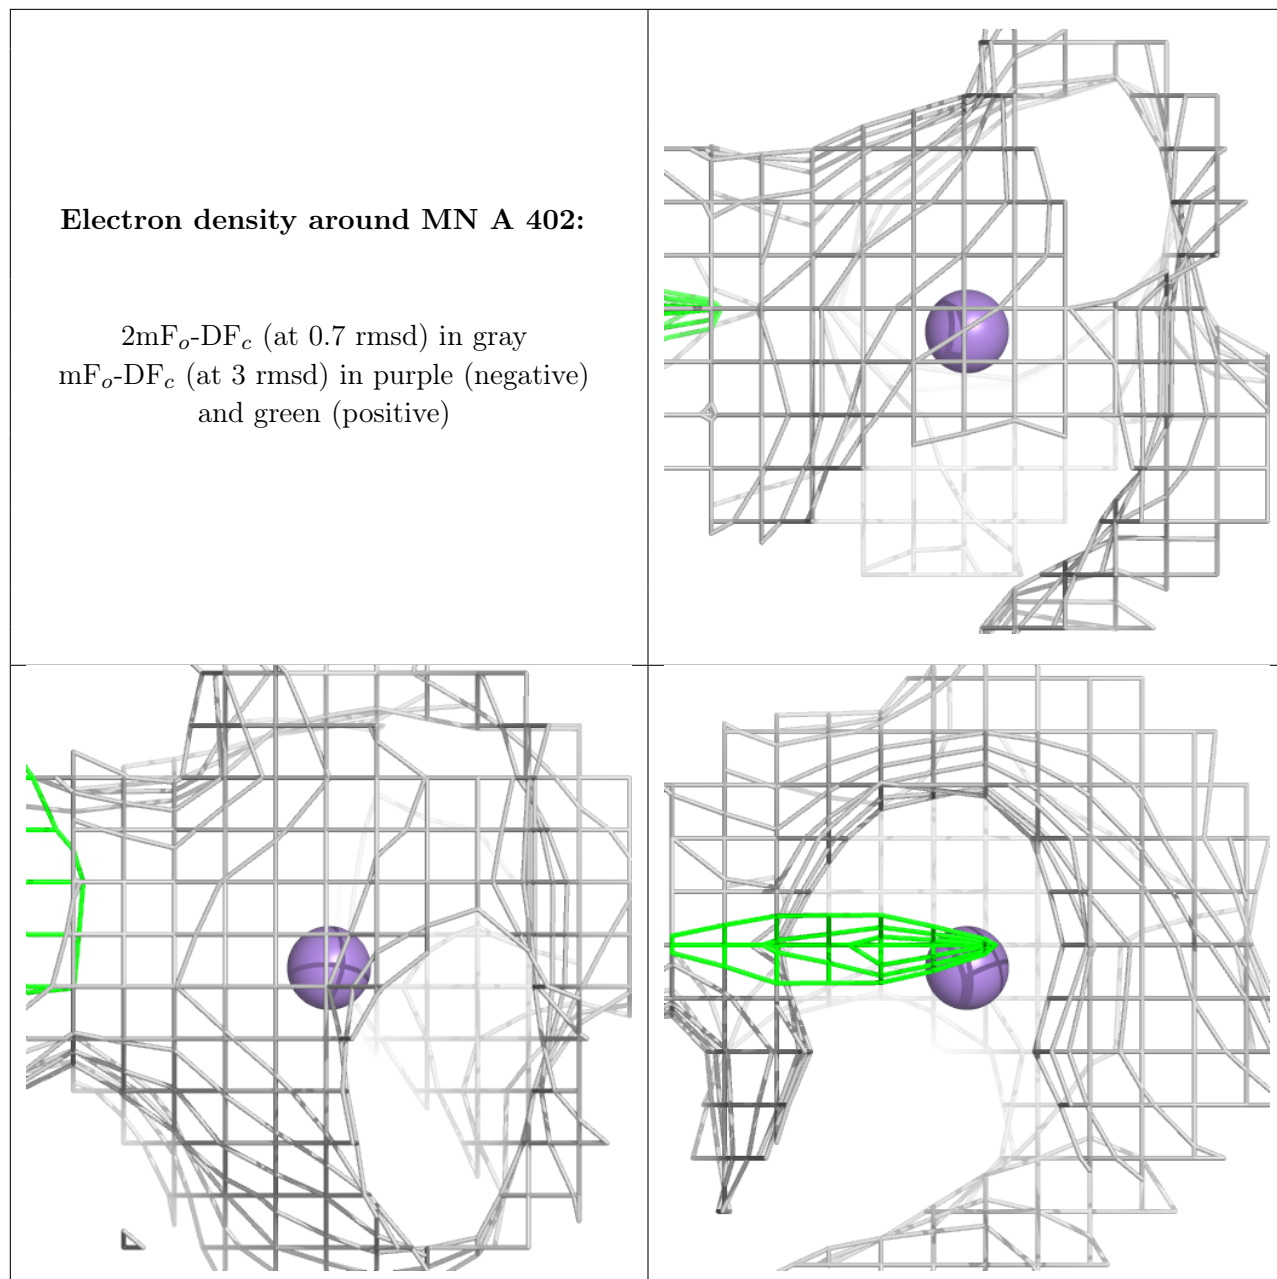 Electron density around MN A 402:
2mFo-DFc (at 0.7 rmsd) in gray
mFo-DFc (at 3 rmsd) in purple (negative)
and green (positive)